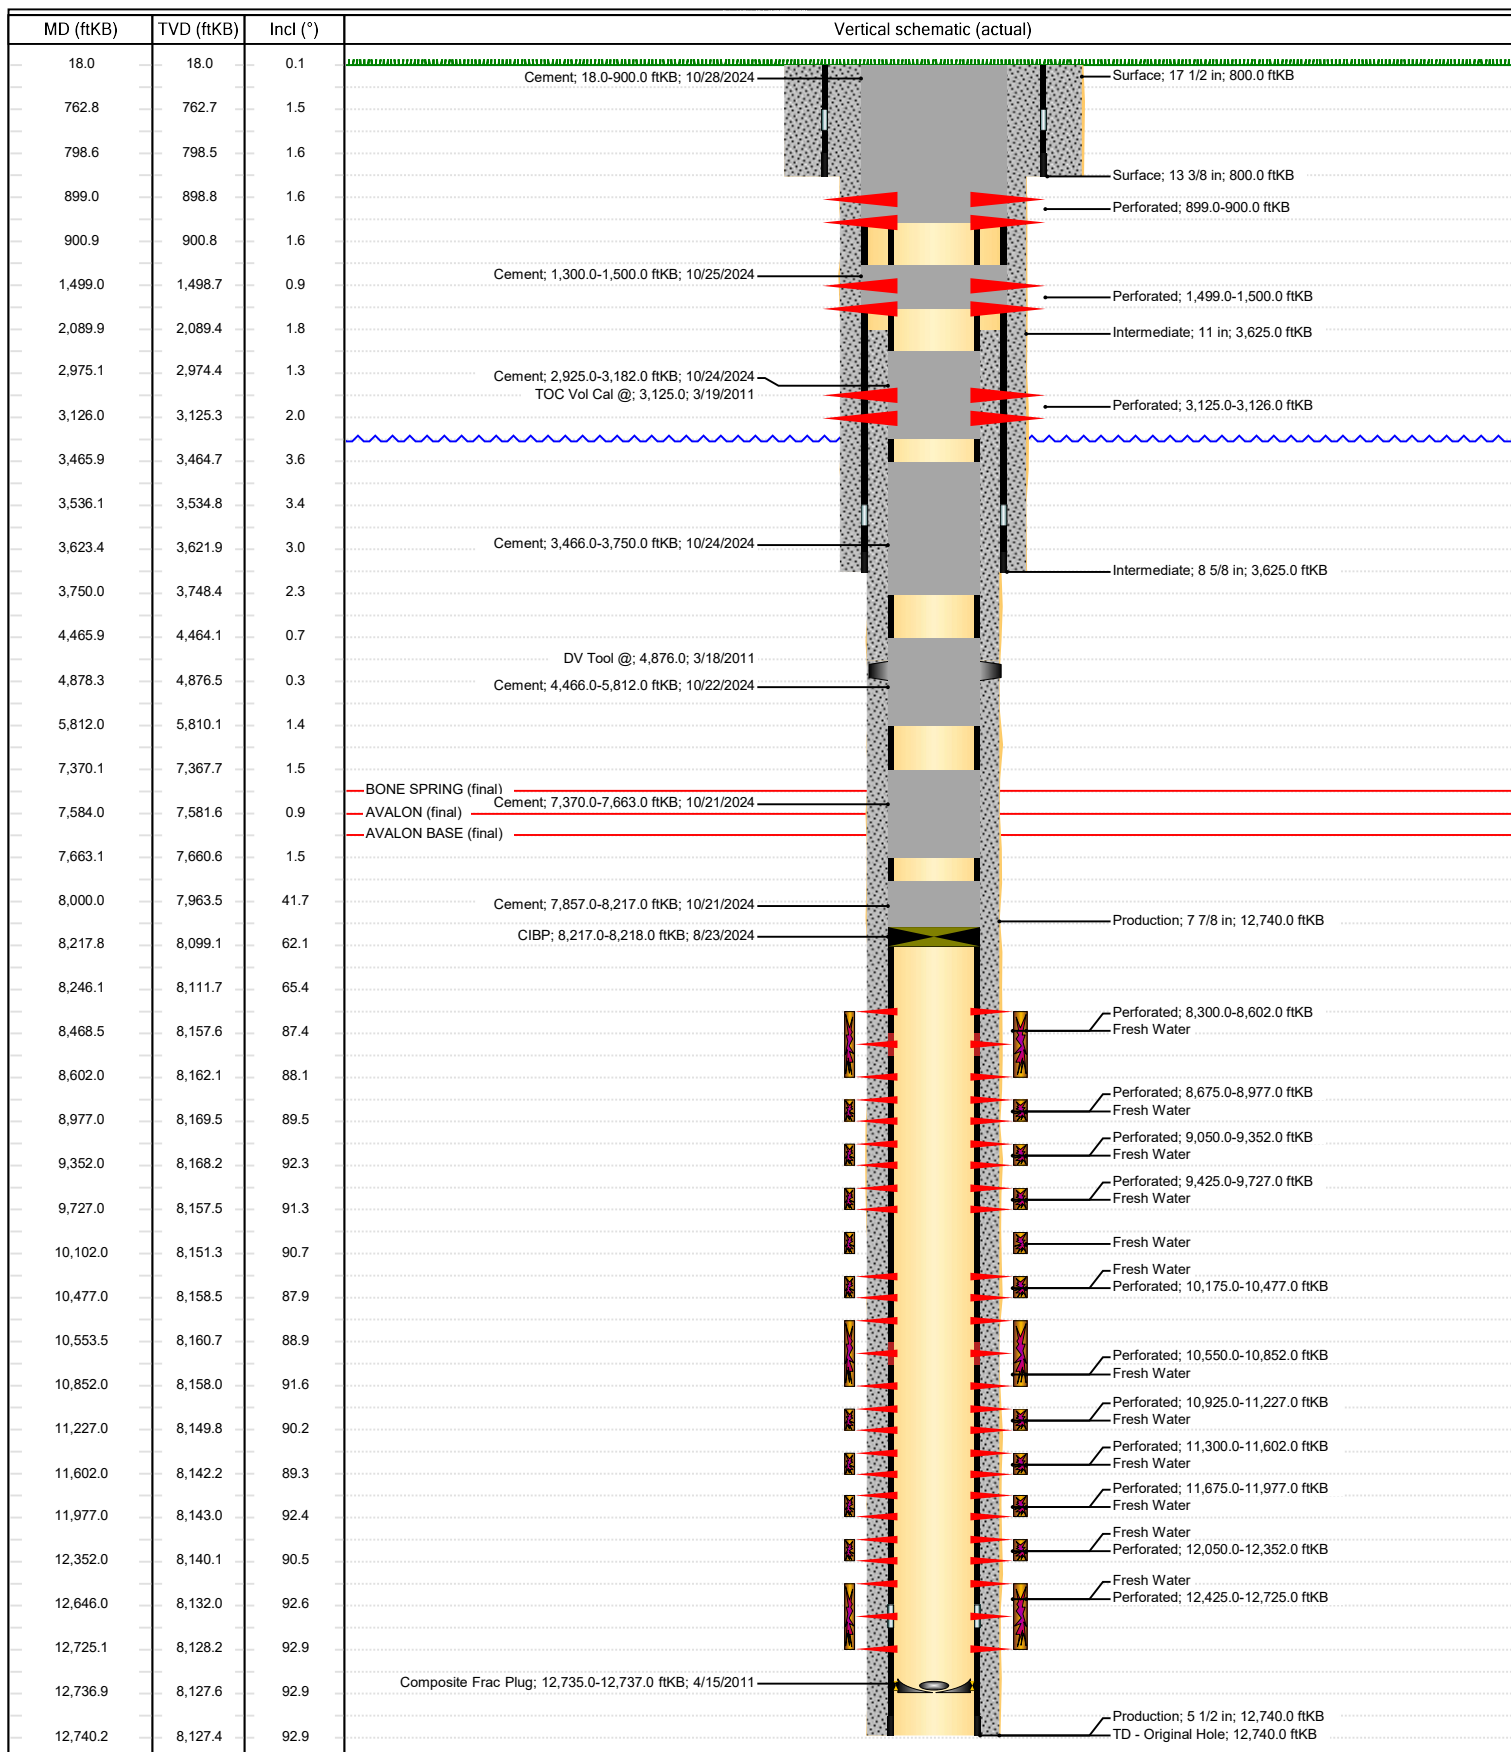 MD (ftKB) TVD (ftKB) Incl (°) Vertical schematic (actual)
18.0 18.0 0.1
Cement; 18.0-900.0 ftKB; 10/28/2024
Surface; 17 1/2 in; 800.0 ftKB
762.8 762.7 1.5
798.6 798.5 1.6
Surface; 13 3/8 in; 800.0 ftKB
899.0 898.8 1.6
Perforated; 899.0-900.0 ftKB
900.9 900.8 1.6
Cement; 1,300.0-1,500.0 ftKB; 10/25/2024
1,499.0 1,498.7 0.9
Perforated; 1,499.0-1,500.0 ftKB
2,089.9 2,089.4 1.8
Intermediate; 11 in; 3,625.0 ftKB
2,975.1 2,974.4 1.3
Cement; 2,925.0-3,182.0 ftKB; 10/24/2024
TOC Vol Cal @; 3,125.0; 3/19/2011
Perforated; 3,125.0-3,126.0 ftKB
3,126.0 3,125.3 2.0
3,465.9 3,464.7 3.6
3,536.1 3,534.8 3.4
Cement; 3,466.0-3,750.0 ftKB; 10/24/2024
3,623.4 3,621.9 3.0
Intermediate; 8 5/8 in; 3,625.0 ftKB
3,750.0 3,748.4 2.3
4,465.9 4,464.1 0.7
DV Tool @; 4,876.0; 3/18/2011
4,878.3 4,876.5 0.3
Cement; 4,466.0-5,812.0 ftKB; 10/22/2024
5,812.0 5,810.1 1.4
7,370.1 7,367.7 1.5
BONE SPRING (final)
Cement; 7,370.0-7,663.0 ftKB; 10/21/2024
7,584.0 7,581.6 0.9
AVALON (final)
AVALON BASE (final)
7,663.1 7,660.6 1.5
8,000.0 7,963.5 41.7
Cement; 7,857.0-8,217.0 ftKB; 10/21/2024
Production; 7 7/8 in; 12,740.0 ftKB
CIBP; 8,217.0-8,218.0 ftKB; 8/23/2024
8,217.8 8,099.1 62.1
8,246.1 8,111.7 65.4
Perforated; 8,300.0-8,602.0 ftKB
Fresh Water
8,468.5 8,157.6 87.4
8,602.0 8,162.1 88.1
Perforated; 8,675.0-8,977.0 ftKB
Fresh Water
8,977.0 8,169.5 89.5
Perforated; 9,050.0-9,352.0 ftKB
Fresh Water
9,352.0 8,168.2 92.3
Perforated; 9,425.0-9,727.0 ftKB
Fresh Water
9,727.0 8,157.5 91.3
Fresh Water
10,102.0 8,151.3 90.7
Fresh Water
Perforated; 10,175.0-10,477.0 ftKB
10,477.0 8,158.5 87.9
10,553.5 8,160.7 88.9
Perforated; 10,550.0-10,852.0 ftKB
Fresh Water
10,852.0 8,158.0 91.6
Perforated; 10,925.0-11,227.0 ftKB
Fresh Water
11,227.0 8,149.8 90.2
Perforated; 11,300.0-11,602.0 ftKB
Fresh Water
11,602.0 8,142.2 89.3
Perforated; 11,675.0-11,977.0 ftKB
Fresh Water
11,977.0 8,143.0 92.4
Fresh Water
Perforated; 12,050.0-12,352.0 ftKB
12,352.0 8,140.1 90.5
Fresh Water
Perforated; 12,425.0-12,725.0 ftKB
12,646.0 8,132.0 92.6
12,725.1 8,128.2 92.9
Composite Frac Plug; 12,735.0-12,737.0 ftKB; 4/15/2011
12,736.9 8,127.6 92.9
Production; 5 1/2 in; 12,740.0 ftKB
TD - Original Hole; 12,740.0 ftKB
12,740.2 8,127.4 92.9